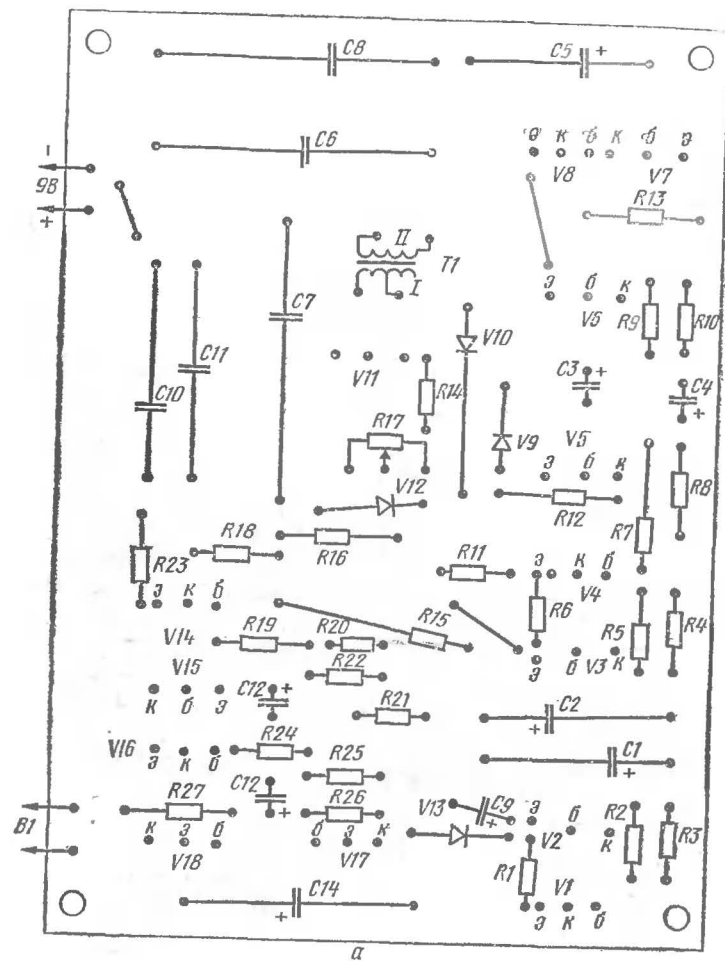 C8 C5 +
C6
э к б к б э
V8 V7
–
9В
+
R13
II
T1
I
э б к
V6
C7
R9 R10
V10
C11
C10
V11
R14
C3 + C4 +
R17
V9 V5
э б к
V12
R12
R8
R7
R18 R16
R23
R11
э к б
V4
э к б
R15 R6
R5 R4
V14 R19 R20
R22
э б V3 к
V15
к б э
C12 +
R21
C2 +
V16
э к б
R24
C1 +
R25
C12 +
R27 R26
V13 C9 +
э б к
V2
R2 R3
В1
к э б
V18
б э к
V17
R1
V1
э к б
C14 +
а